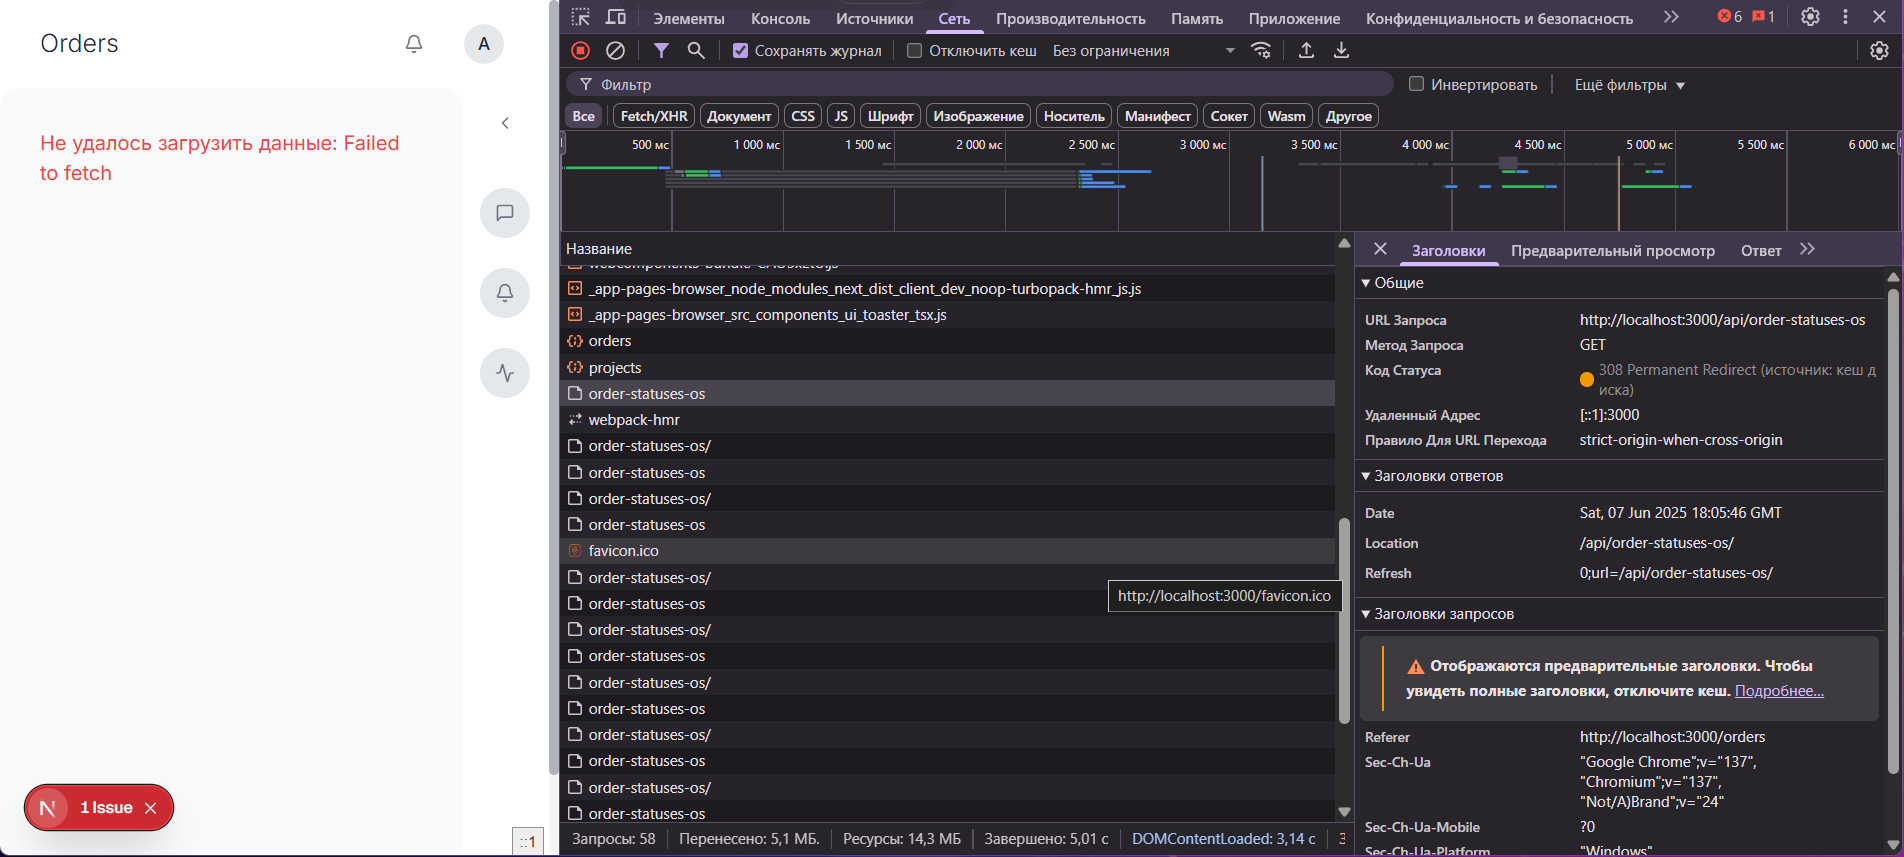 Orders
A
Не удалось загрузить данные: Failed
to fetch
1 Issue
::1
Элементы
Консоль
Источники
Сеть
Производительность
Память
Приложение
Конфиденциальность и безопасность
6
1
Сохранять журнал
Отключить кеш
Без ограничения
Фильтр
Инвертировать
Ещё фильтры
Все
Fetch/XHR
Документ
CSS
JS
Шрифт
Изображение
Носитель
Манифест
Сокет
Wasm
Другое
500 мс
1 000 мс
1 500 мс
2 000 мс
2 500 мс
3 000 мс
3 500 мс
4 000 мс
4 500 мс
5 000 мс
5 500 мс
6 000 мс
Название
_app-pages-browser_node_modules_next_dist_client_dev_noop-turbopack-hmr_js.js
_app-pages-browser_src_components_ui_toaster_tsx.js
orders
projects
order-statuses-os
webpack-hmr
order-statuses-os/
order-statuses-os
order-statuses-os/
order-statuses-os
favicon.ico
order-statuses-os/
http://localhost:3000/favicon.ico
order-statuses-os
order-statuses-os/
order-statuses-os
order-statuses-os/
order-statuses-os
order-statuses-os/
order-statuses-os
order-statuses-os/
order-statuses-os
Запросы: 58
Перенесено: 5,1 МБ.
Ресурсы: 14,3 МБ
Завершено: 5,01 с
DOMContentLoaded: 3,14 с
З
Заголовки
Предварительный просмотр
Ответ
Общие
URL Запроса
http://localhost:3000/api/order-statuses-os
Метод Запроса
GET
Код Статуса
308 Permanent Redirect (источник: кеш д
иска)
Удаленный Адрес
[::1]:3000
Правило Для URL Перехода
strict-origin-when-cross-origin
Заголовки ответов
Date
Sat, 07 Jun 2025 18:05:46 GMT
Location
/api/order-statuses-os/
Refresh
0;url=/api/order-statuses-os/
Заголовки запросов
Отображаются предварительные заголовки. Чтобы
увидеть полные заголовки, отключите кеш. Подробнее...
Referer
http://localhost:3000/orders
Sec-Ch-Ua
"Google Chrome";v="137",
"Chromium";v="137",
"Not/A)Brand";v="24"
Sec-Ch-Ua-Mobile
?0
Sec-Ch-Ua-Platform
"Windows"